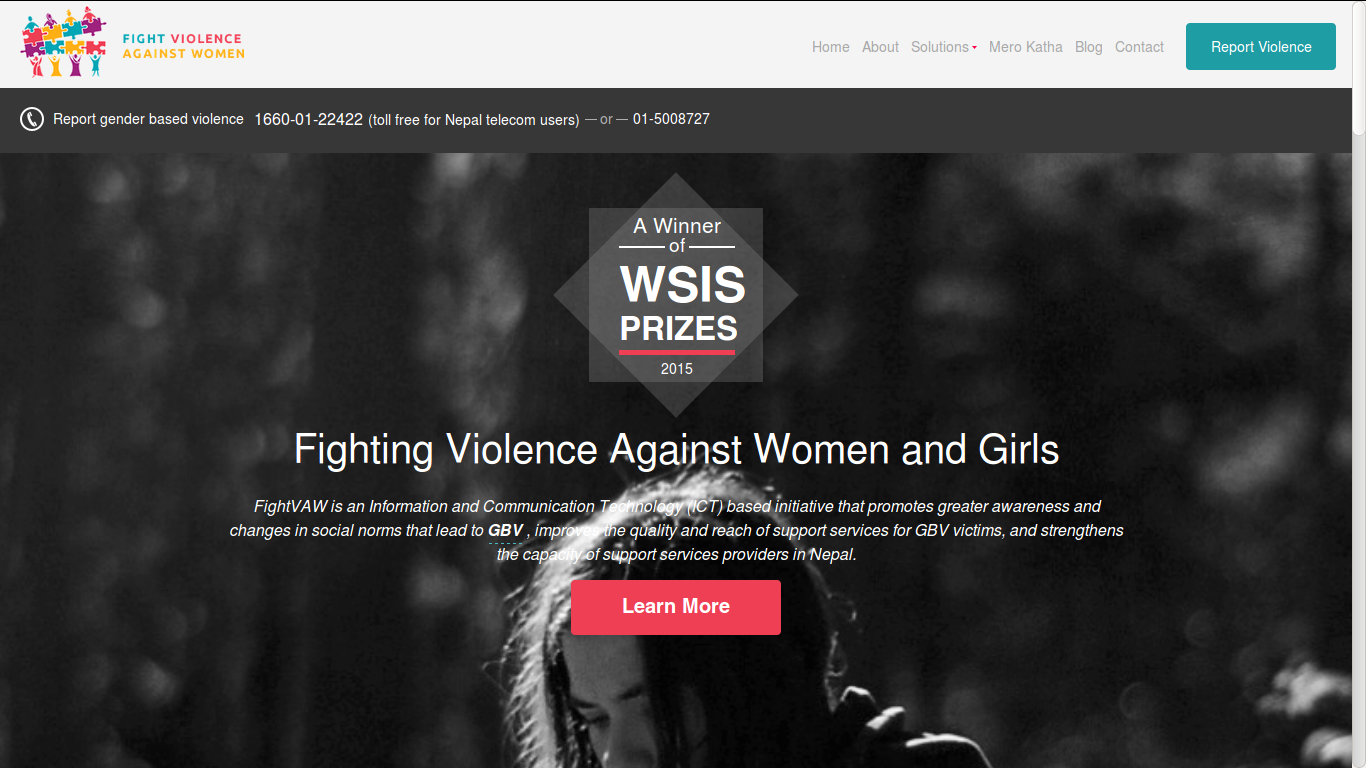 FIGHT VIOLENCE
AGAINST WOMEN
Home About Solutions Mero Katha Blog Contact Report Violence
Report gender based violence 1660-01-22422 (toll free for Nepal telecom users) — or — 01-5008727
A Winner
of
WSIS
PRIZES
2015
Fighting Violence Against Women and Girls
FightVAW is an Information and Communication Technology (ICT) based initiative that promotes greater awareness and
changes in social norms that lead to GBV , improves the quality and reach of support services for GBV victims, and strengthens
the capacity of support services providers in Nepal.
Learn More